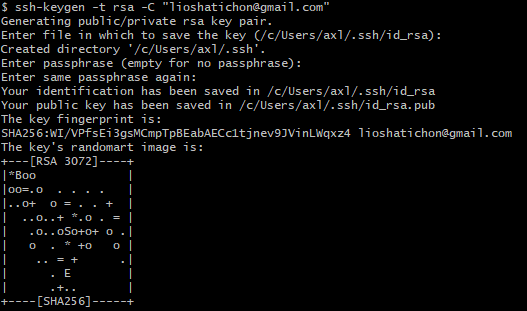 $ ssh-keygen -t rsa -C "lioshatichon@gmail.com"
Generating public/private rsa key pair.
Enter file in which to save the key (/c/Users/axl/.ssh/id_rsa):
Created directory '/c/Users/axl/.ssh'.
Enter passphrase (empty for no passphrase):
Enter same passphrase again:
Your identification has been saved in /c/Users/axl/.ssh/id_rsa
Your public key has been saved in /c/Users/axl/.ssh/id_rsa.pub
The key fingerprint is:
SHA256:WI/VPfsEi3gsMCmpTpBEabAECc1tjnev9JVinLWqxz4 lioshatichon@gmail.com
The key's randomart image is:
+---[RSA 3072]----+
|*Boo             |
|oo=.o  . . . .   |
|..o+  o = . . +  |
|  ..o..+ *.o . = |
|   .o..oSo+o+ o .|
|   o  . * +o   o |
|    .. = +      .|
|      . E        |
|      .+..       |
+----[SHA256]-----+